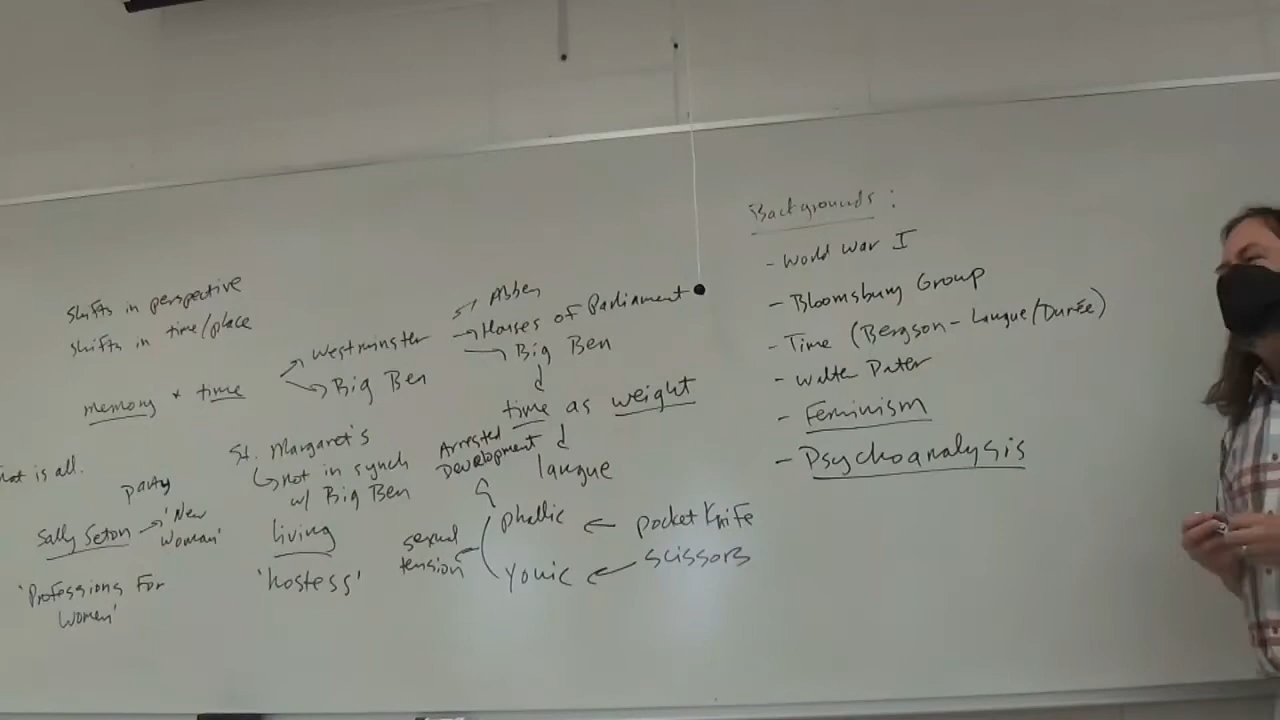 Shifts in perspective
Shifts in time/place
memory + time
Westminster
Big Ben
Abbey
Houses of Parliament
Big Ben
time as weight
langue
hat is all.
party
Sally Seton → 'New
Woman'
'Professions For
Women'
St. Margaret's
not in synch
w/ Big Ben
living
'hostess'
Arrested
Development
sexual
tension
phallic ← pocket knife
yonic ← scissors
Backgrounds:
- World War I
- Bloomsbury Group
- Time (Bergson - Langue/Durée)
- Walter Pater
- Feminism
- Psychoanalysis